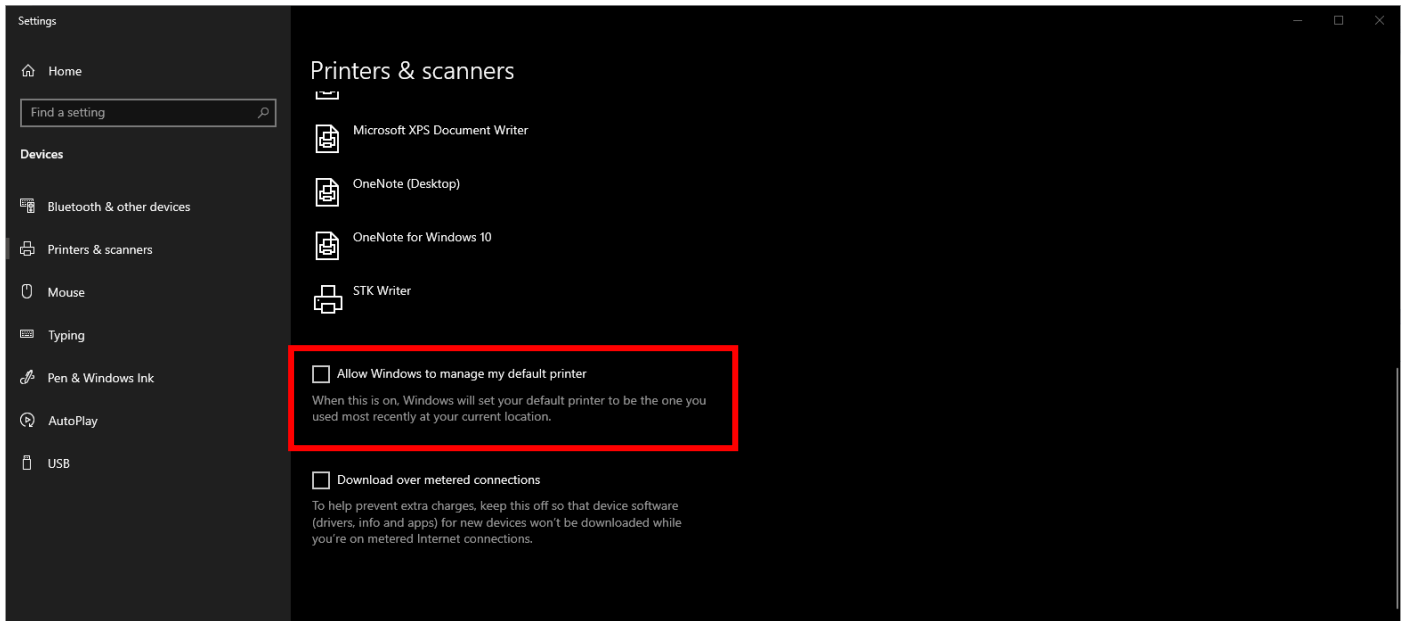 Settings
Home
Find a setting
Devices
Bluetooth & other devices
Printers & scanners
Mouse
Typing
Pen & Windows Ink
AutoPlay
USB
Printers & scanners
Microsoft XPS Document Writer
OneNote (Desktop)
OneNote for Windows 10
STK Writer
Allow Windows to manage my default printer
When this is on, Windows will set your default printer to be the one you
used most recently at your current location.
Download over metered connections
To help prevent extra charges, keep this off so that device software
(drivers, info and apps) for new devices won't be downloaded while
you're on metered Internet connections.